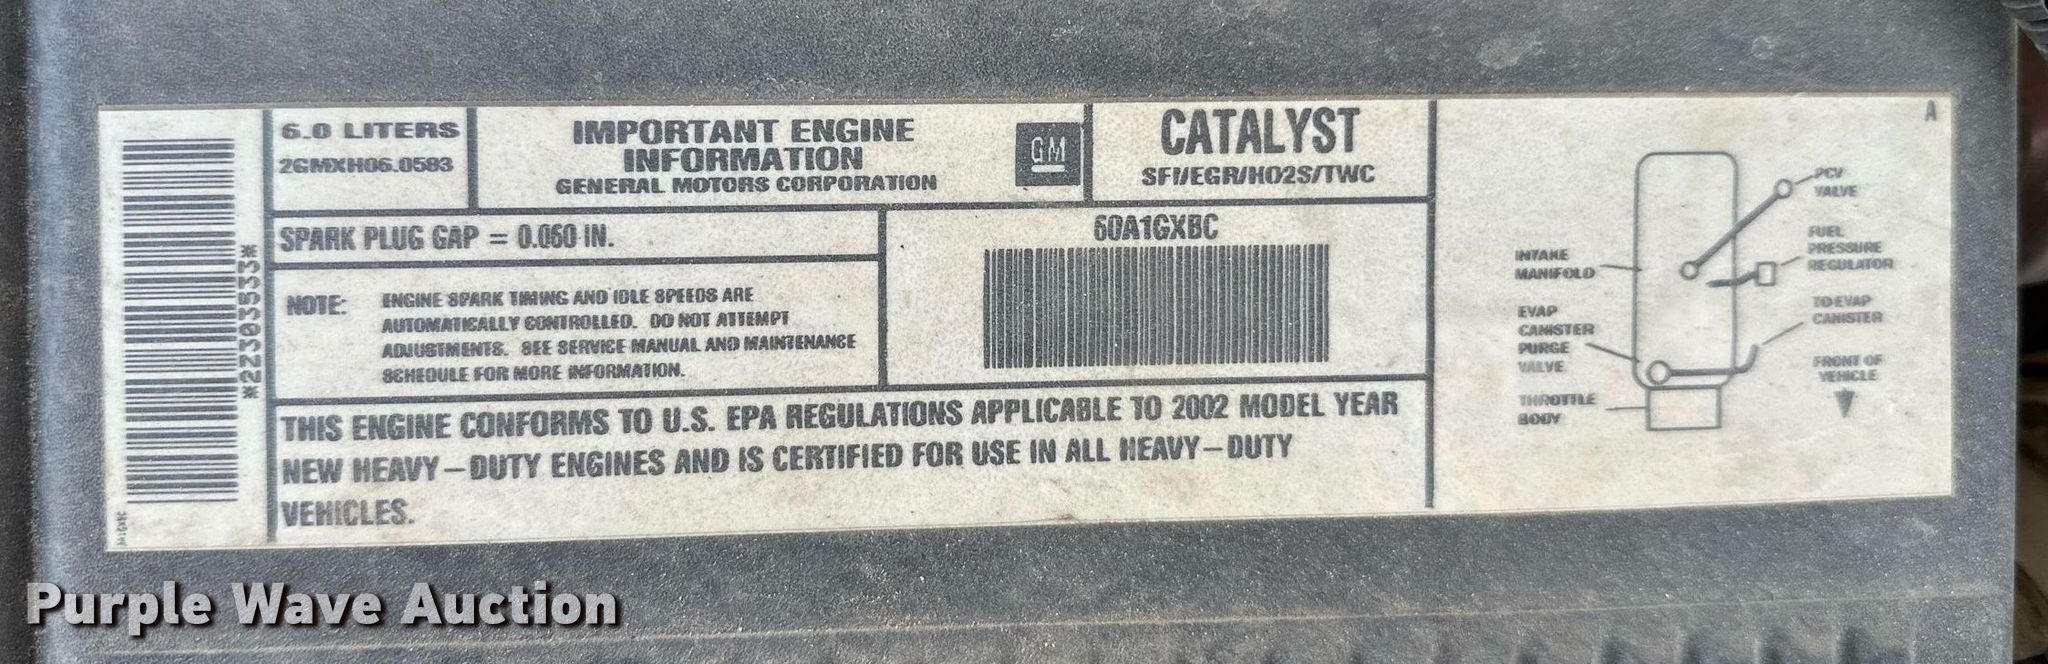 6.0 LITERS
2GMXH06.0583
IMPORTANT ENGINE
INFORMATION
GENERAL MOTORS CORPORATION
GM
CATALYST
SFI/EGR/HO2S/TWC
A
SPARK PLUG GAP = 0.060 IN.
60A1GXBC
*22303533*
NOTE:
ENGINE SPARK TIMING AND IDLE SPEEDS ARE
AUTOMATICALLY CONTROLLED. DO NOT ATTEMPT
ADJUSTMENTS. SEE SERVICE MANUAL AND MAINTENANCE
SCHEDULE FOR MORE INFORMATION.
THIS ENGINE CONFORMS TO U.S. EPA REGULATIONS APPLICABLE TO 2002 MODEL YEAR
NEW HEAVY-DUTY ENGINES AND IS CERTIFIED FOR USE IN ALL HEAVY-DUTY
VEHICLES.
PCV
VALVE
FUEL
PRESSURE
REGULATOR
INTAKE
MANIFOLD
TO EVAP
CANISTER
EVAP
CANISTER
PURGE
VALVE
FRONT OF
VEHICLE
THROTTLE
BODY
Purple Wave Auction